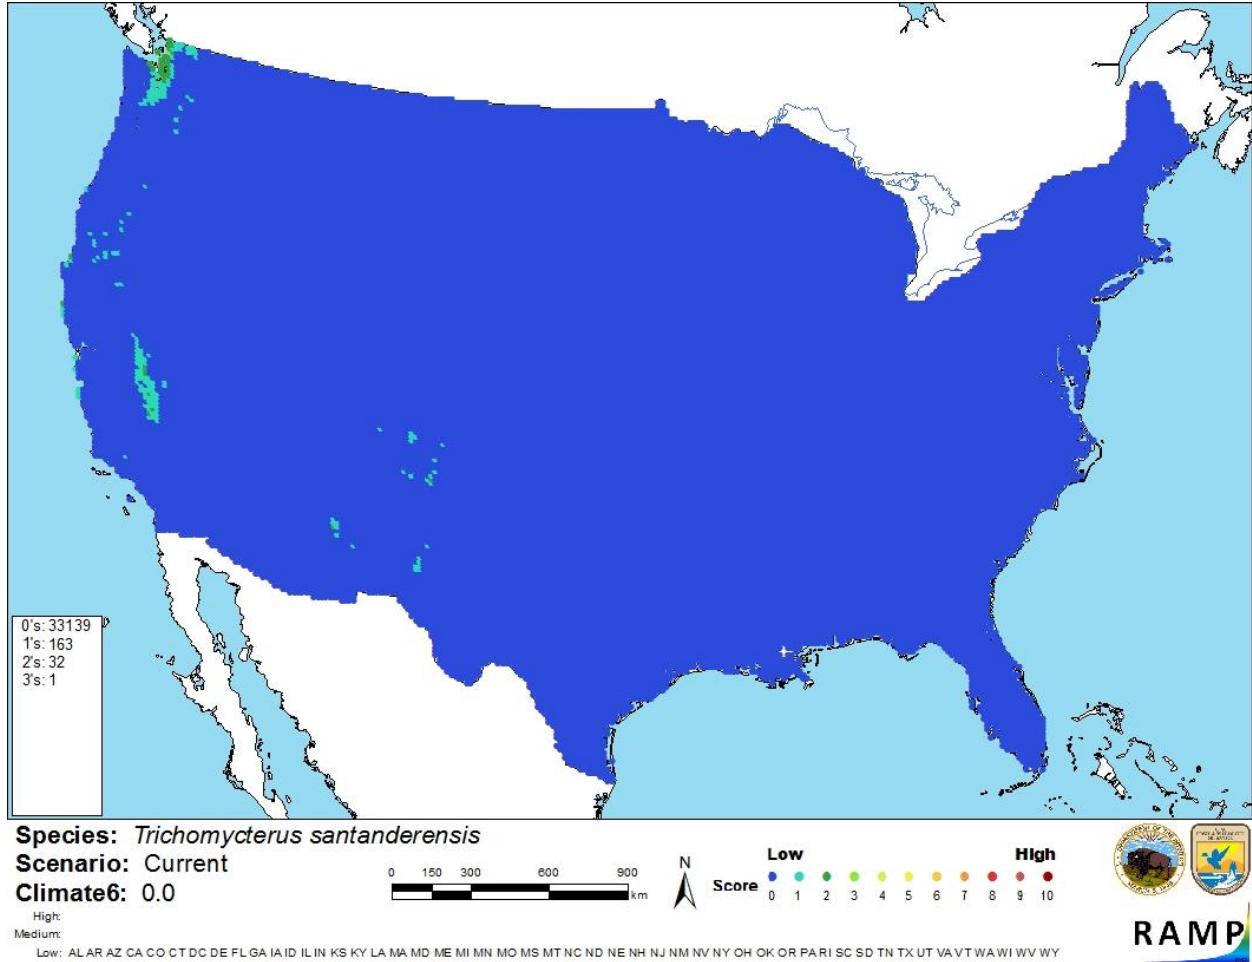 0's: 33139
1's: 163
2's: 32
3's: 1
Species: Trichomycterus santanderensis
Scenario: Current
Climate6: 0.0
High:
Medium:
Low: AL AR AZ CA CO CT DC DE FL GA IA ID IL IN KS KY LA MA MD ME MI MN MO MS MT NC ND NE NH NJ NM NV NY OH OK OR PA RI SC SD TN TX UT VA VT WA WI WV WY
0 150 300 600 900
km
N
Low High
Score
0 1 2 3 4 5 6 7 8 9 10
RAMP